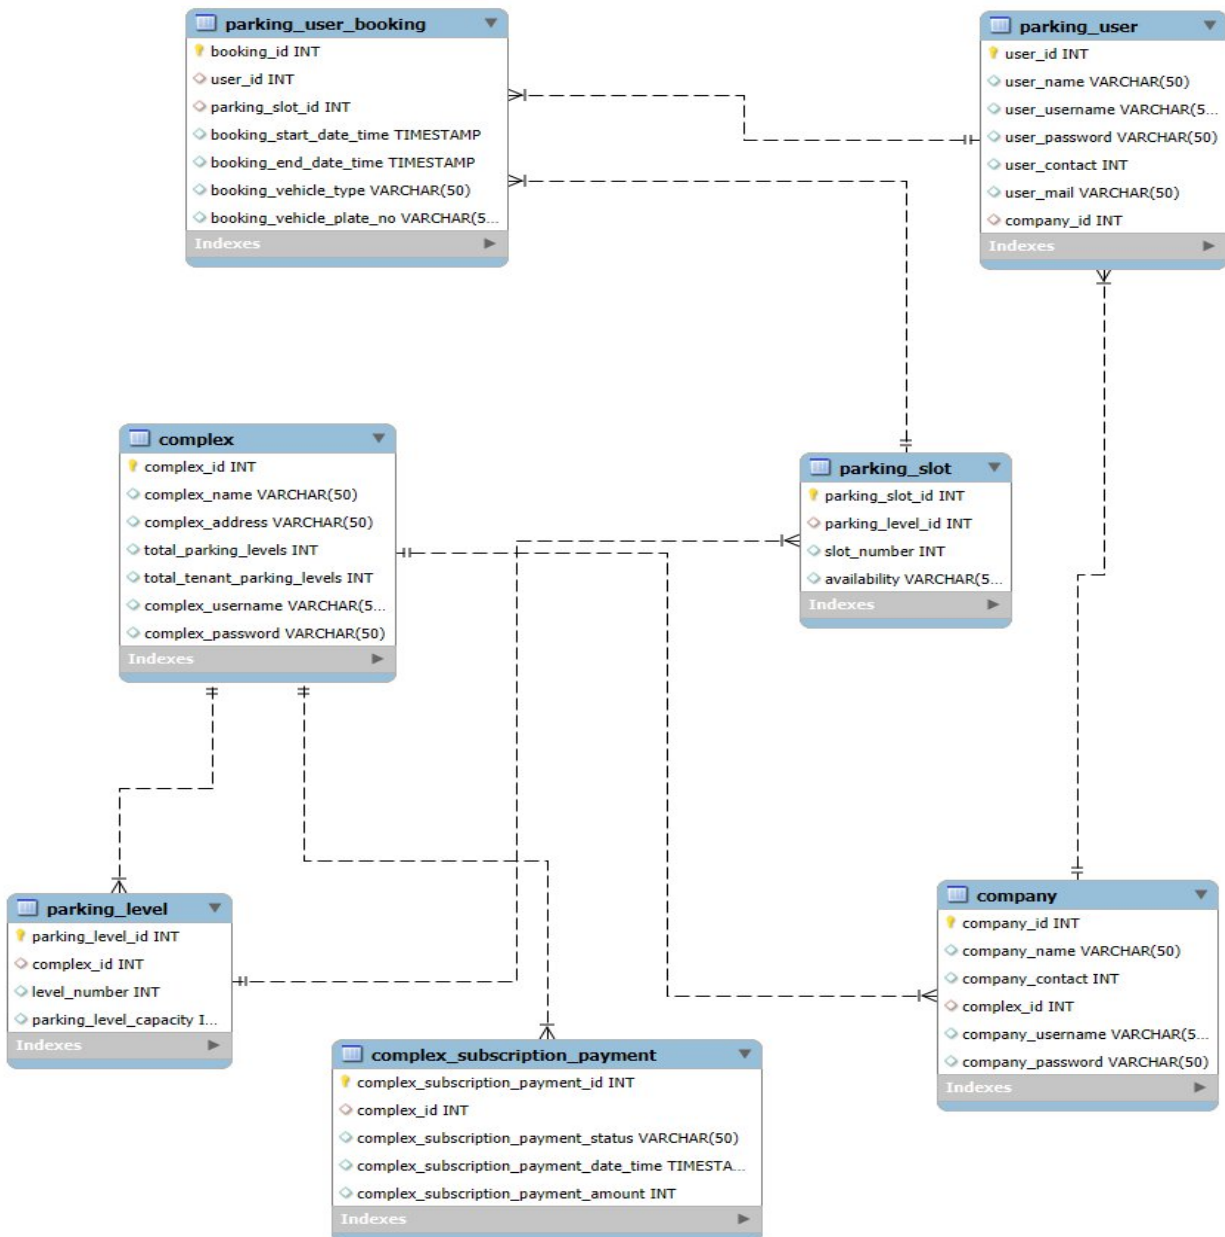 parking_user_booking
booking_id INT
user_id INT
parking_slot_id INT
booking_start_date_time TIMESTAMP
booking_end_date_time TIMESTAMP
booking_vehicle_type VARCHAR(50)
booking_vehicle_plate_no VARCHAR(5...
Indexes
parking_user
user_id INT
user_name VARCHAR(50)
user_username VARCHAR(5...
user_password VARCHAR(50)
user_contact INT
user_mail VARCHAR(50)
company_id INT
Indexes
complex
complex_id INT
complex_name VARCHAR(50)
complex_address VARCHAR(50)
total_parking_levels INT
total_tenant_parking_levels INT
complex_username VARCHAR(5...
complex_password VARCHAR(50)
Indexes
parking_slot
parking_slot_id INT
parking_level_id INT
slot_number INT
availability VARCHAR(5...
Indexes
parking_level
parking_level_id INT
complex_id INT
level_number INT
parking_level_capacity I...
Indexes
complex_subscription_payment
complex_subscription_payment_id INT
complex_id INT
complex_subscription_payment_status VARCHAR(50)
complex_subscription_payment_date_time TIMESTA...
complex_subscription_payment_amount INT
Indexes
company
company_id INT
company_name VARCHAR(50)
company_contact INT
complex_id INT
company_username VARCHAR(5...
company_password VARCHAR(50)
Indexes